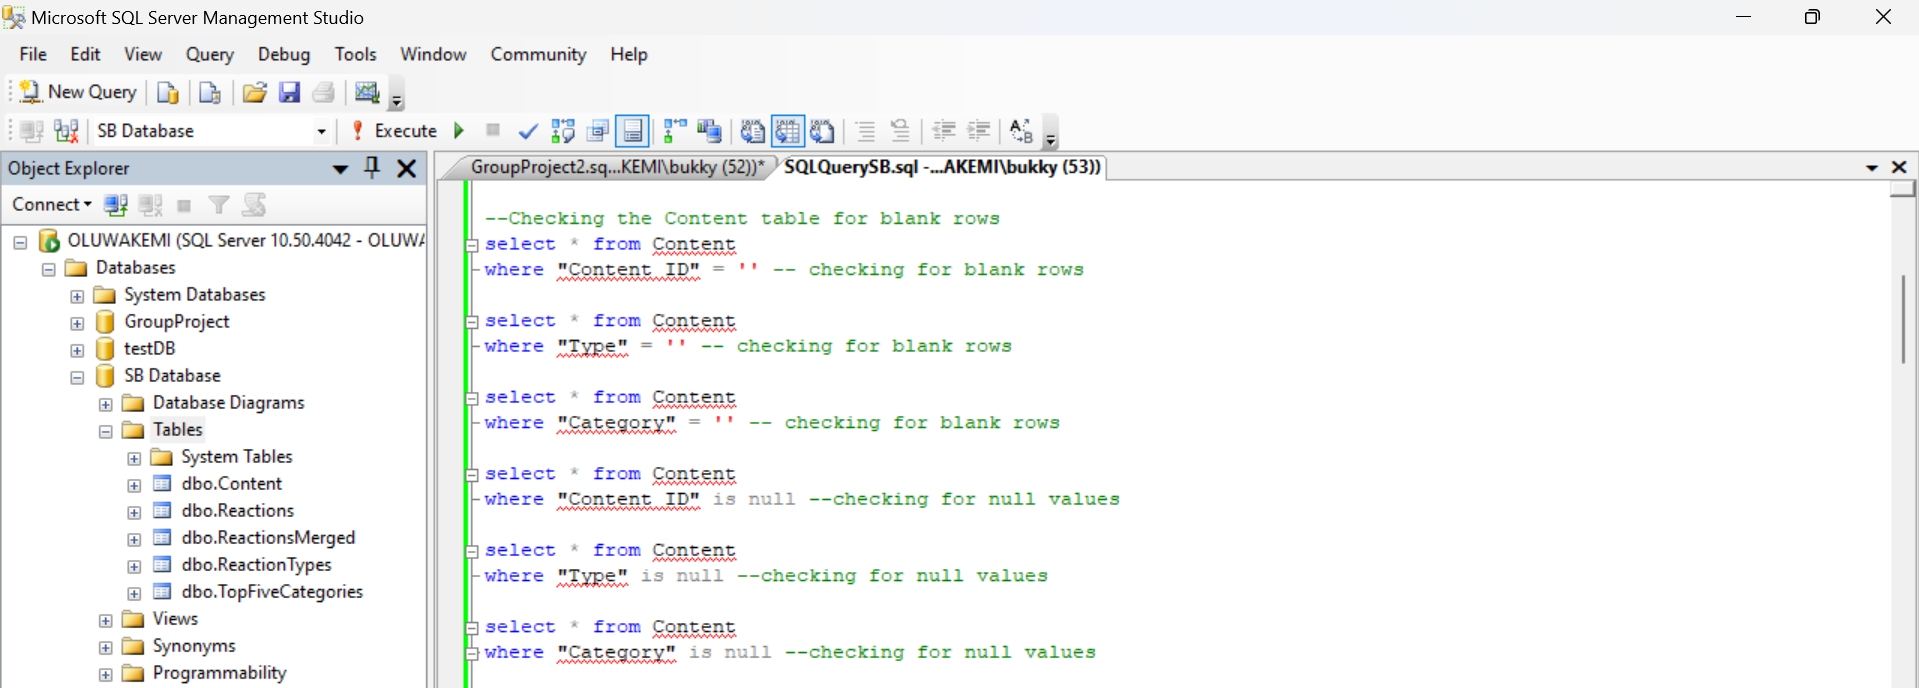 Microsoft SQL Server Management Studio
File Edit View Query Debug Tools Window Community Help
New Query
SB Database Execute
Object Explorer
Connect
OLUWAKEMI (SQL Server 10.50.4042 - OLUWA
Databases
System Databases
GroupProject
testDB
SB Database
Database Diagrams
Tables
System Tables
dbo.Content
dbo.Reactions
dbo.ReactionsMerged
dbo.ReactionTypes
dbo.TopFiveCategories
Views
Synonyms
Programmability
GroupProject2.sq...KEMI\bukky (52))* SQLQuerySB.sql -...AKEMI\bukky (53))
--Checking the Content table for blank rows
select * from Content
where "Content ID" = '' -- checking for blank rows
select * from Content
where "Type" = '' -- checking for blank rows
select * from Content
where "Category" = '' -- checking for blank rows
select * from Content
where "Content ID" is null --checking for null values
select * from Content
where "Type" is null --checking for null values
select * from Content
where "Category" is null --checking for null values